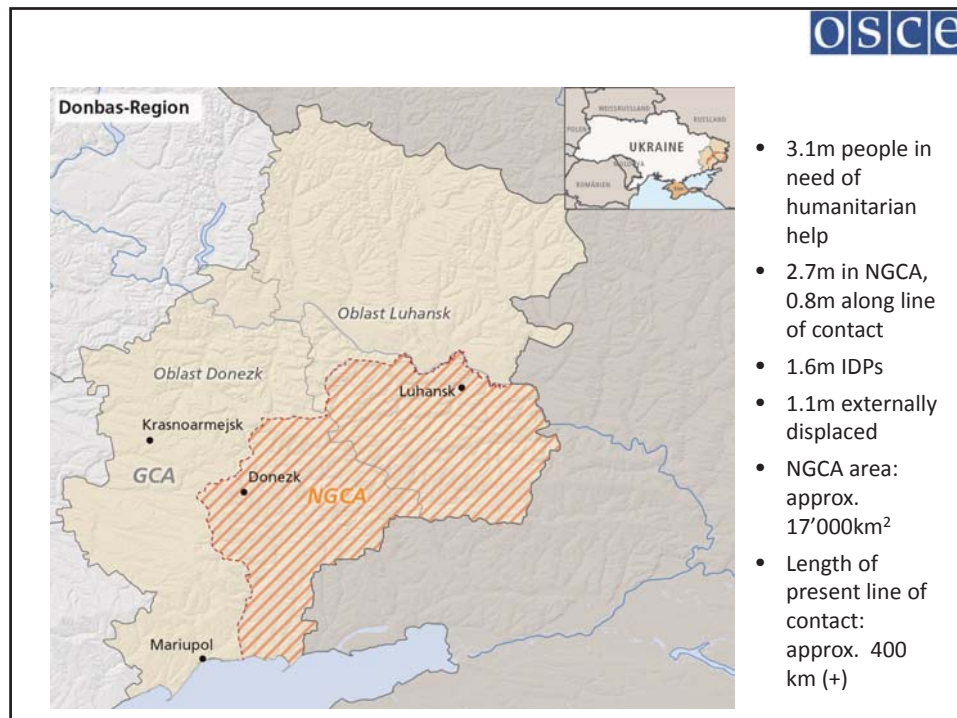 osce
Donbas-Region
WEISSRUSSLAND
RUSSLAND
POLEN
UKRAINE
MOLDOVA
RUMÄNIEN
Oblast Luhansk
Oblast Donezk
Luhansk
Krasnoarmejsk
GCA
Donezk
NGCA
Mariupol
• 3.1m people in
need of
humanitarian
help
• 2.7m in NGCA,
0.8m along line
of contact
• 1.6m IDPs
• 1.1m externally
displaced
• NGCA area:
approx.
17’000km²
• Length of
present line of
contact:
approx. 400
km (+)